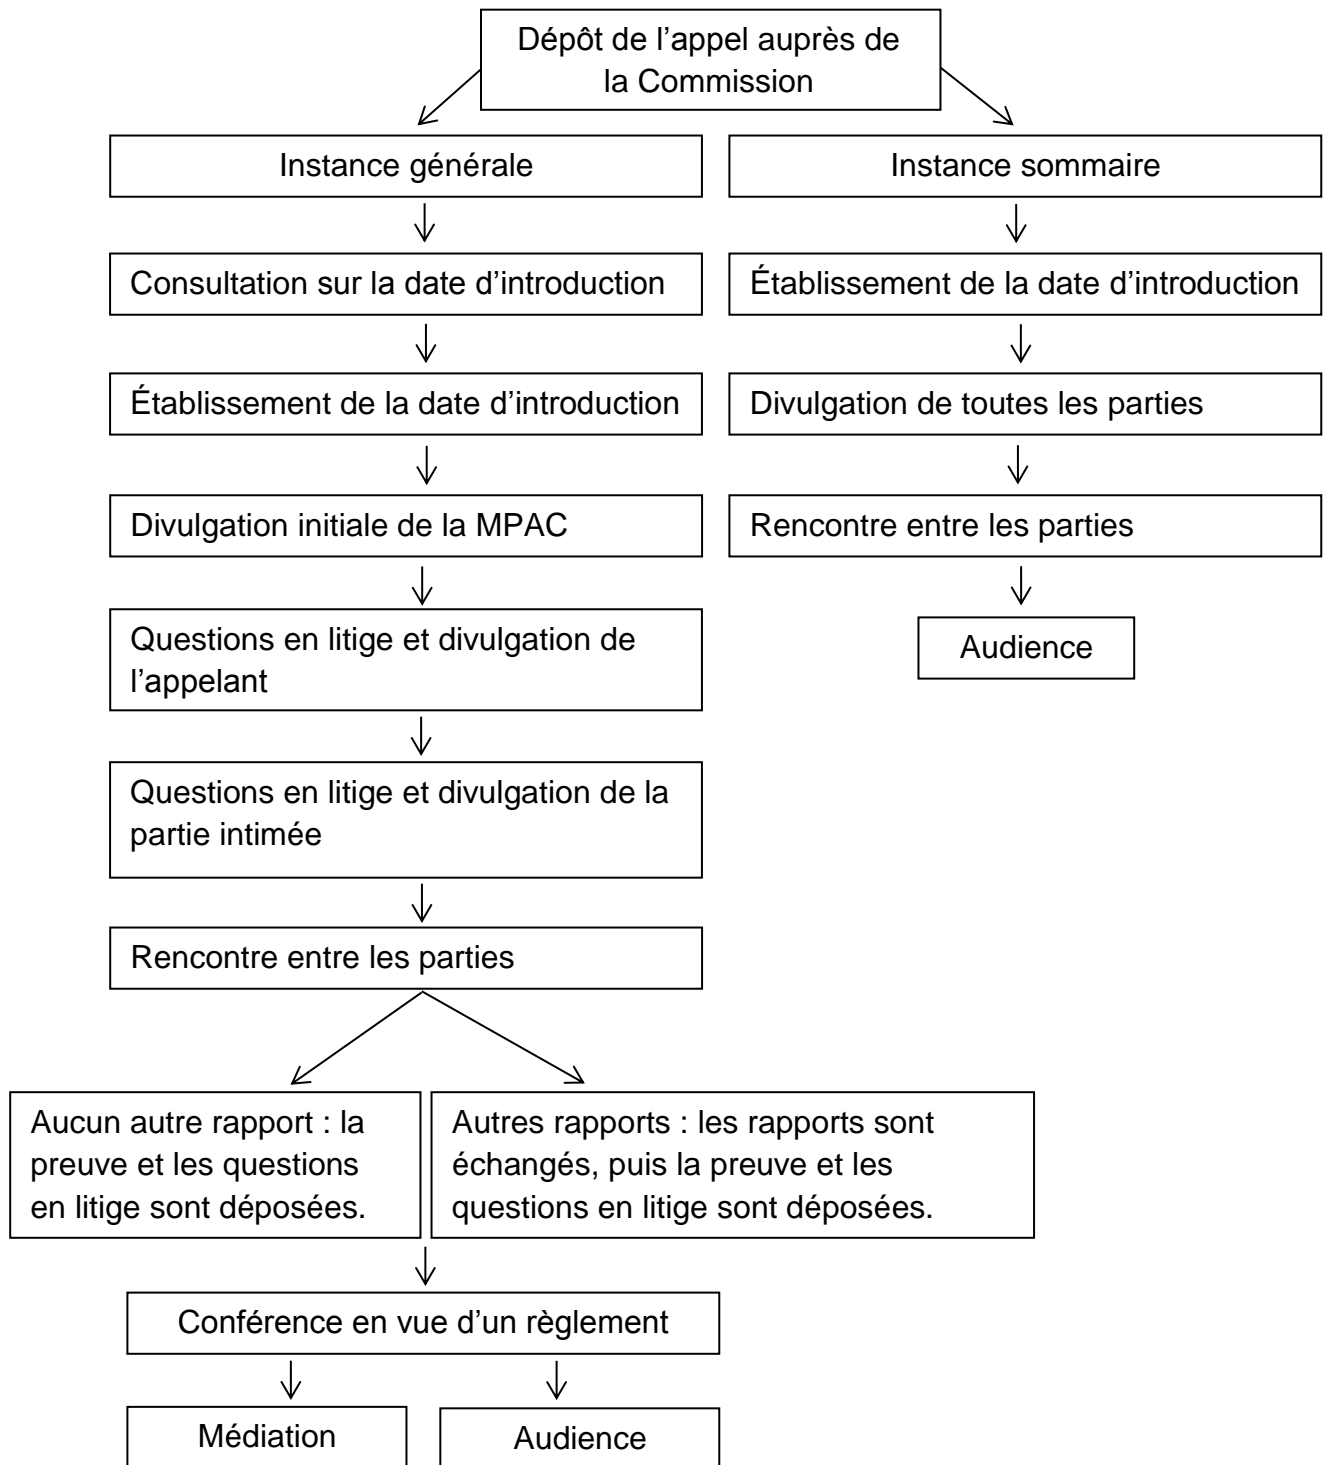 Dépôt de l’appel auprès de
la Commission
Instance générale
Instance sommaire
Consultation sur la date d’introduction
Établissement de la date d’introduction
Établissement de la date d’introduction
Divulgation de toutes les parties
Divulgation initiale de la MPAC
Rencontre entre les parties
Questions en litige et divulgation de
l’appelant
Audience
Questions en litige et divulgation de la
partie intimée
Rencontre entre les parties
Aucun autre rapport : la
preuve et les questions
en litige sont déposées.
Autres rapports : les rapports sont
échangés, puis la preuve et les
questions en litige sont déposées.
Conférence en vue d’un règlement
Médiation
Audience